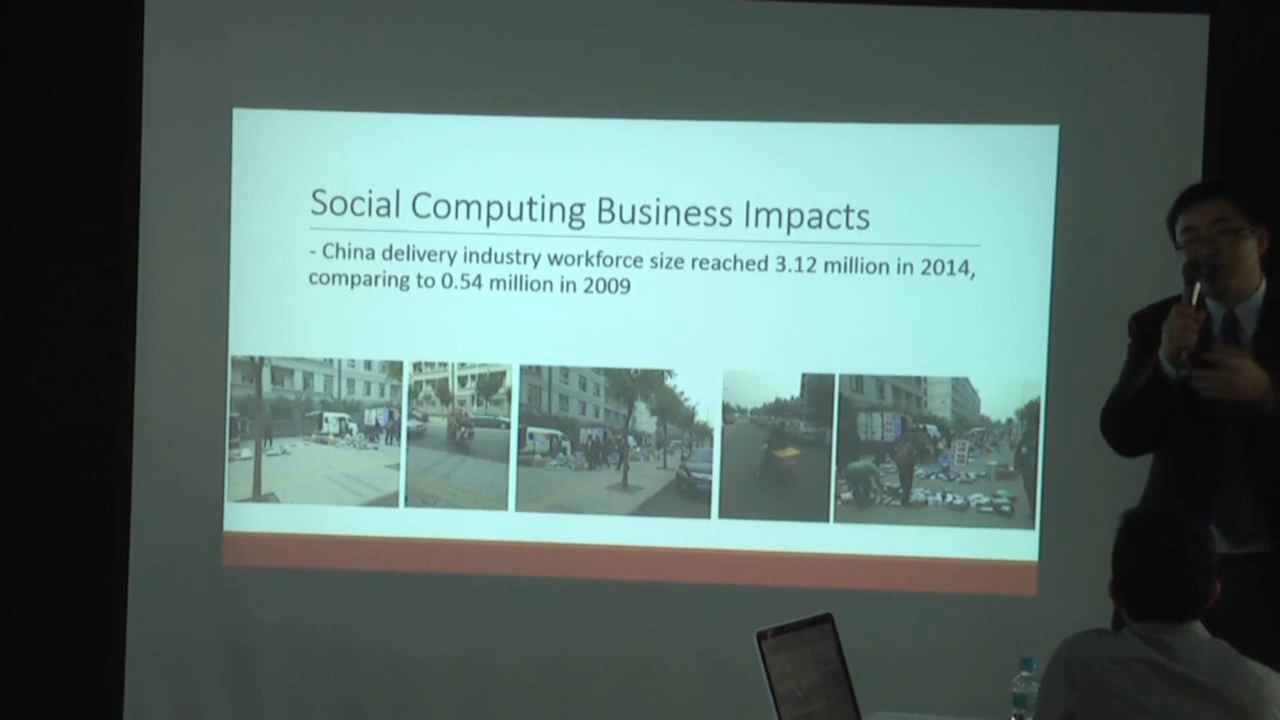 Social Computing Business Impacts
- China delivery industry workforce size reached 3.12 million in 2014,
comparing to 0.54 million in 2009